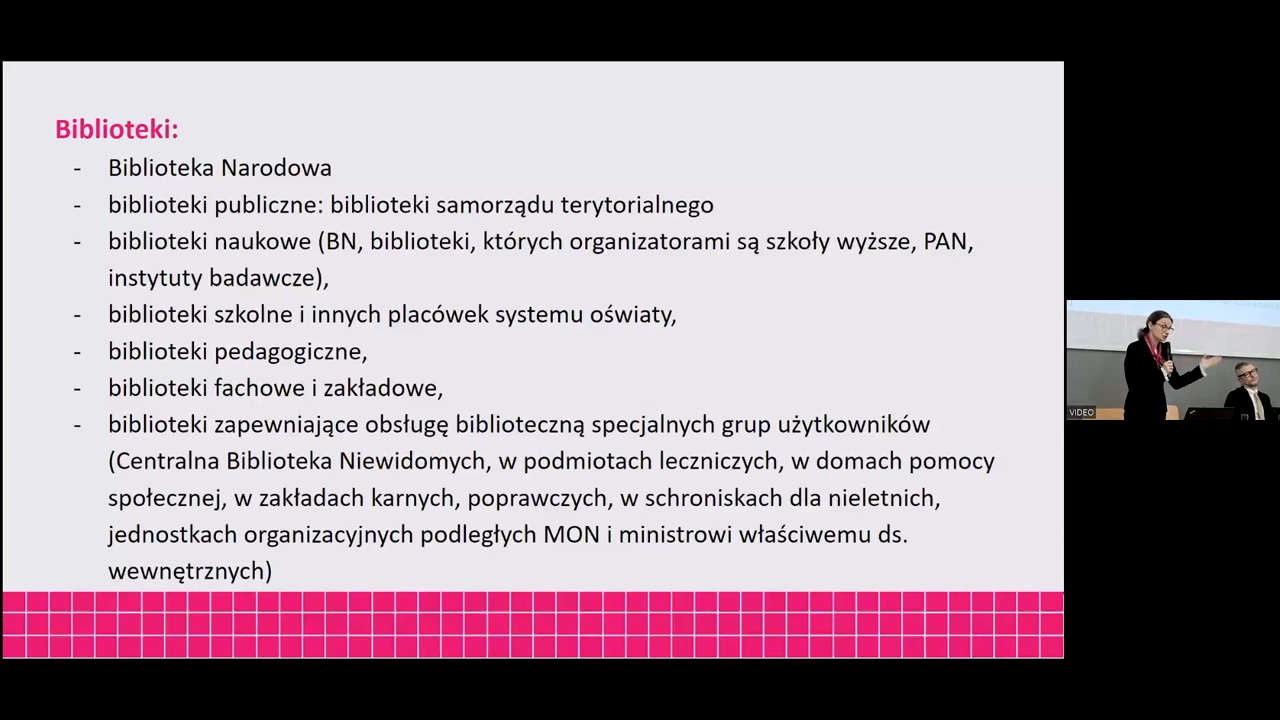 Biblioteki:
- Biblioteka Narodowa
- biblioteki publiczne: biblioteki samorządu terytorialnego
- biblioteki naukowe (BN, biblioteki, których organizatorami są szkoły wyższe, PAN,
instytuty badawcze),
- biblioteki szkolne i innych placówek systemu oświaty,
- biblioteki pedagogiczne,
- biblioteki fachowe i zakładowe,
- biblioteki zapewniające obsługę biblioteczną specjalnych grup użytkowników
(Centralna Biblioteka Niewidomych, w podmiotach leczniczych, w domach pomocy
społecznej, w zakładach karnych, poprawczych, w schroniskach dla nieletnich,
jednostkach organizacyjnych podległych MON i ministrowi właściwemu ds.
wewnętrznych)
VIDEO